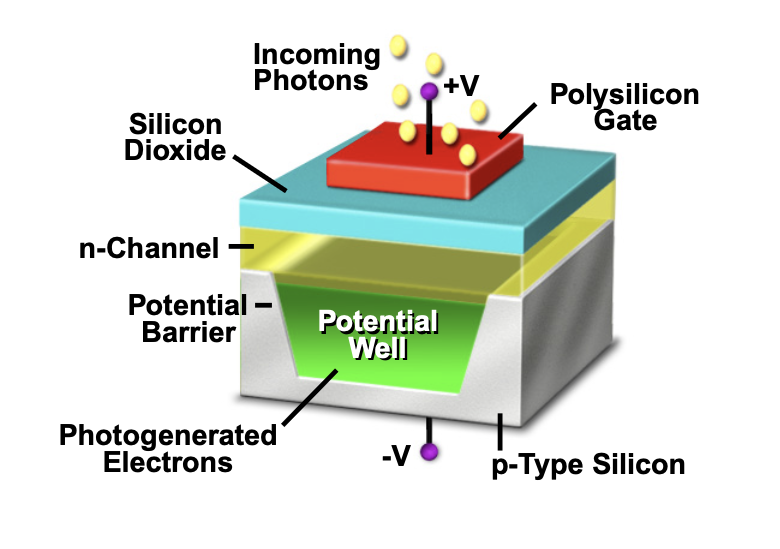 Incoming
Photons
+V
Polysilicon
Gate
Silicon
Dioxide
n-Channel
Potential
Barrier
Potential
Well
Photogenerated
Electrons
-V
p-Type Silicon